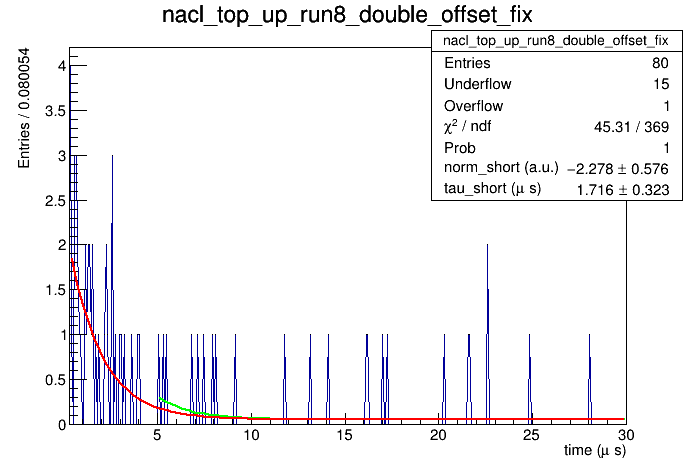 nacl_top_up_run8_double_offset_fix
nacl_top_up_run8_double_offset_fix
Entries 80
Underflow 15
Overflow 1
χ² / ndf 45.31 / 369
Prob 1
norm_short (a.u.) −2.278 ± 0.576
tau_short (μ s) 1.716 ± 0.323
Entries / 0.080054
4
3.5
3
2.5
2
1.5
1
0.5
0
5 10 15 20 25 30
time (μ s)